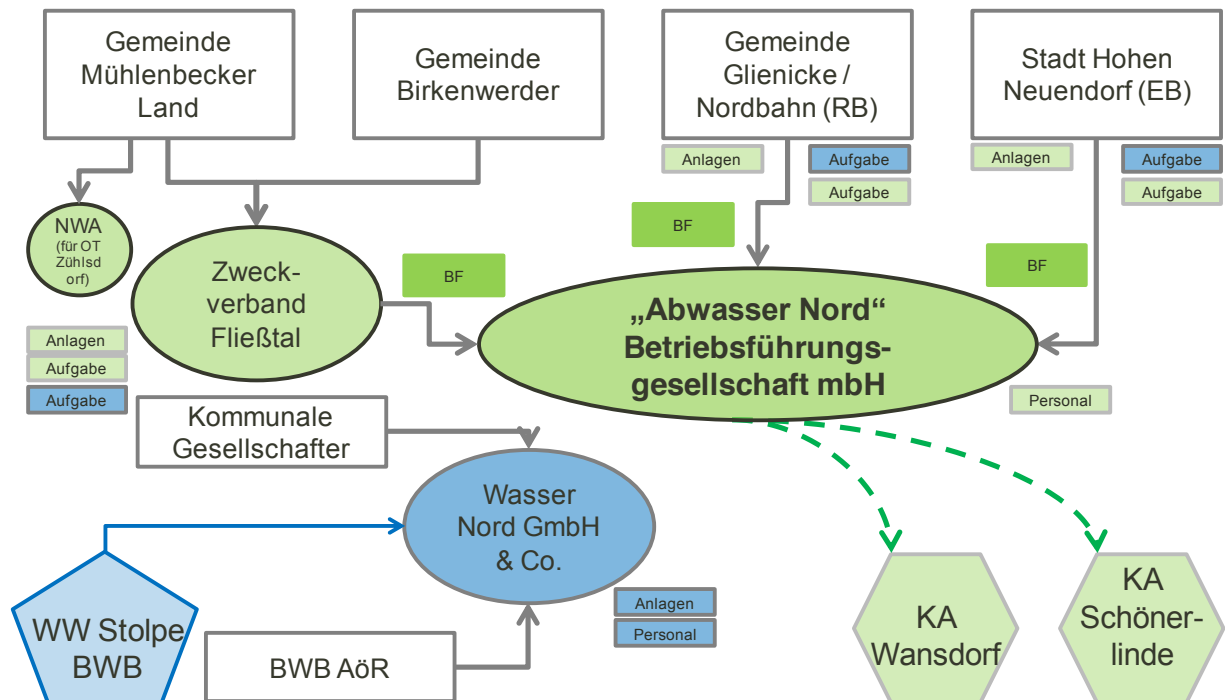 Gemeinde
Mühlenbecker
Land
Gemeinde
Birkenwerder
Gemeinde
Glienicke /
Nordbahn (RB)
Stadt Hohen
Neuendorf (EB)
Anlagen
Aufgabe
Aufgabe
Anlagen
Aufgabe
Aufgabe
NWA
(für OT
Zühlsd
orf)
Zweck-
verband
Fließtal
BF
BF
BF
„Abwasser Nord“
Betriebsführungs-
gesellschaft mbH
Anlagen
Aufgabe
Aufgabe
Personal
Kommunale
Gesellschafter
Wasser
Nord GmbH
& Co.
Anlagen
Personal
WW Stolpe
BWB
BWB AöR
KA
Wansdorf
KA
Schöner-
linde